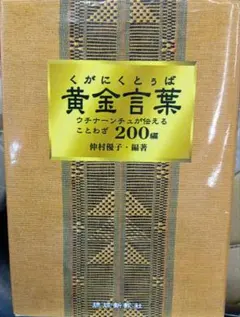 くがにくとぅば
黄金言葉
ウチナーンチュが伝える
ことわざ 200編
仲村優子・編著
琉球新報社